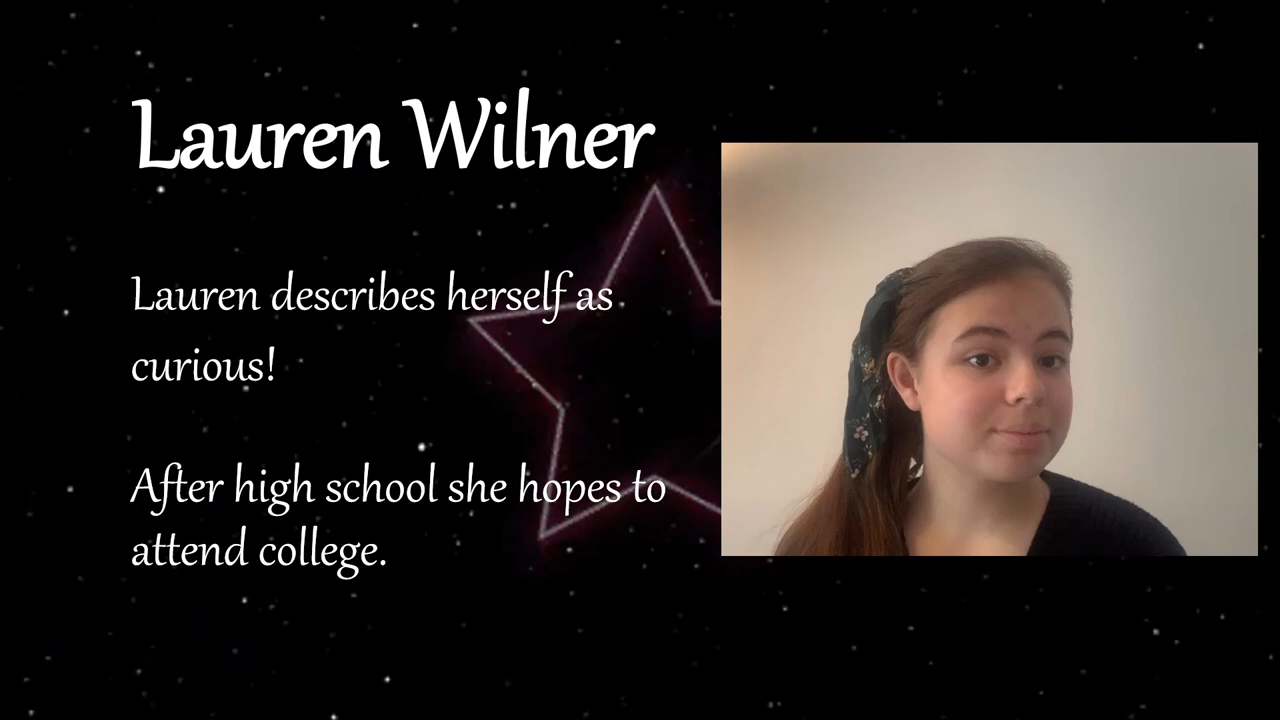 Lauren Wilner
Lauren describes herself as
curious!
After high school she hopes to
attend college.